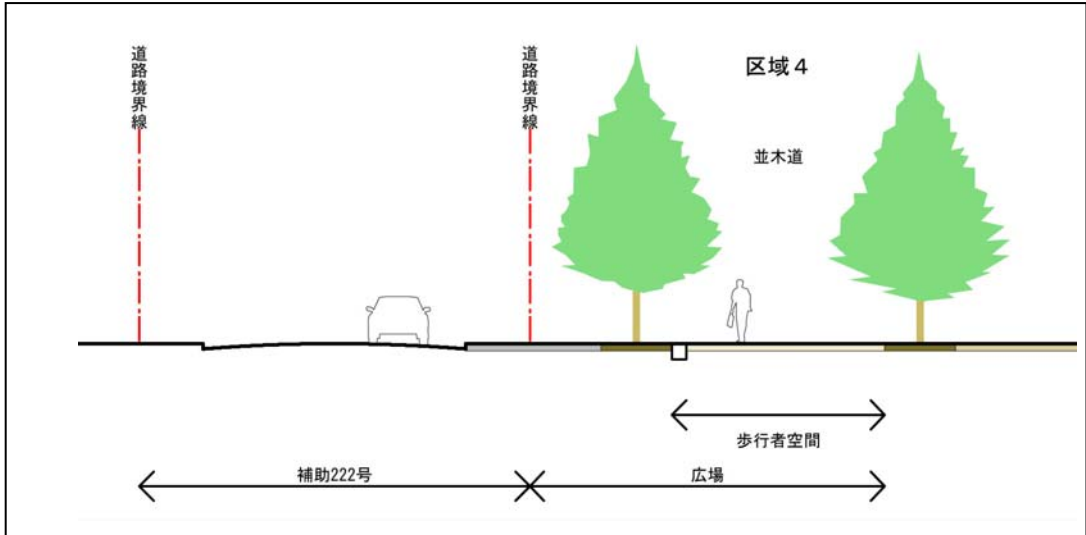 道路境界線
道路境界線
区域４
並木道
歩行者空間
補助222号
広場